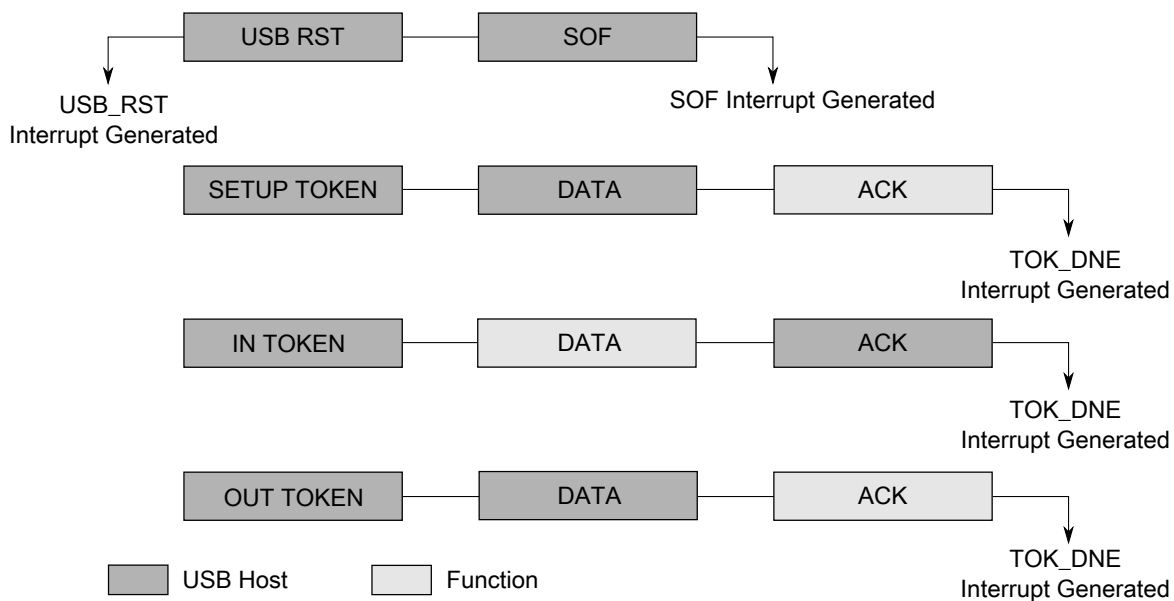 USB RST
SOF
USB_RST
Interrupt Generated
SOF Interrupt Generated
SETUP TOKEN
DATA
ACK
TOK_DNE
Interrupt Generated
IN TOKEN
DATA
ACK
TOK_DNE
Interrupt Generated
OUT TOKEN
DATA
ACK
TOK_DNE
Interrupt Generated
USB Host
Function